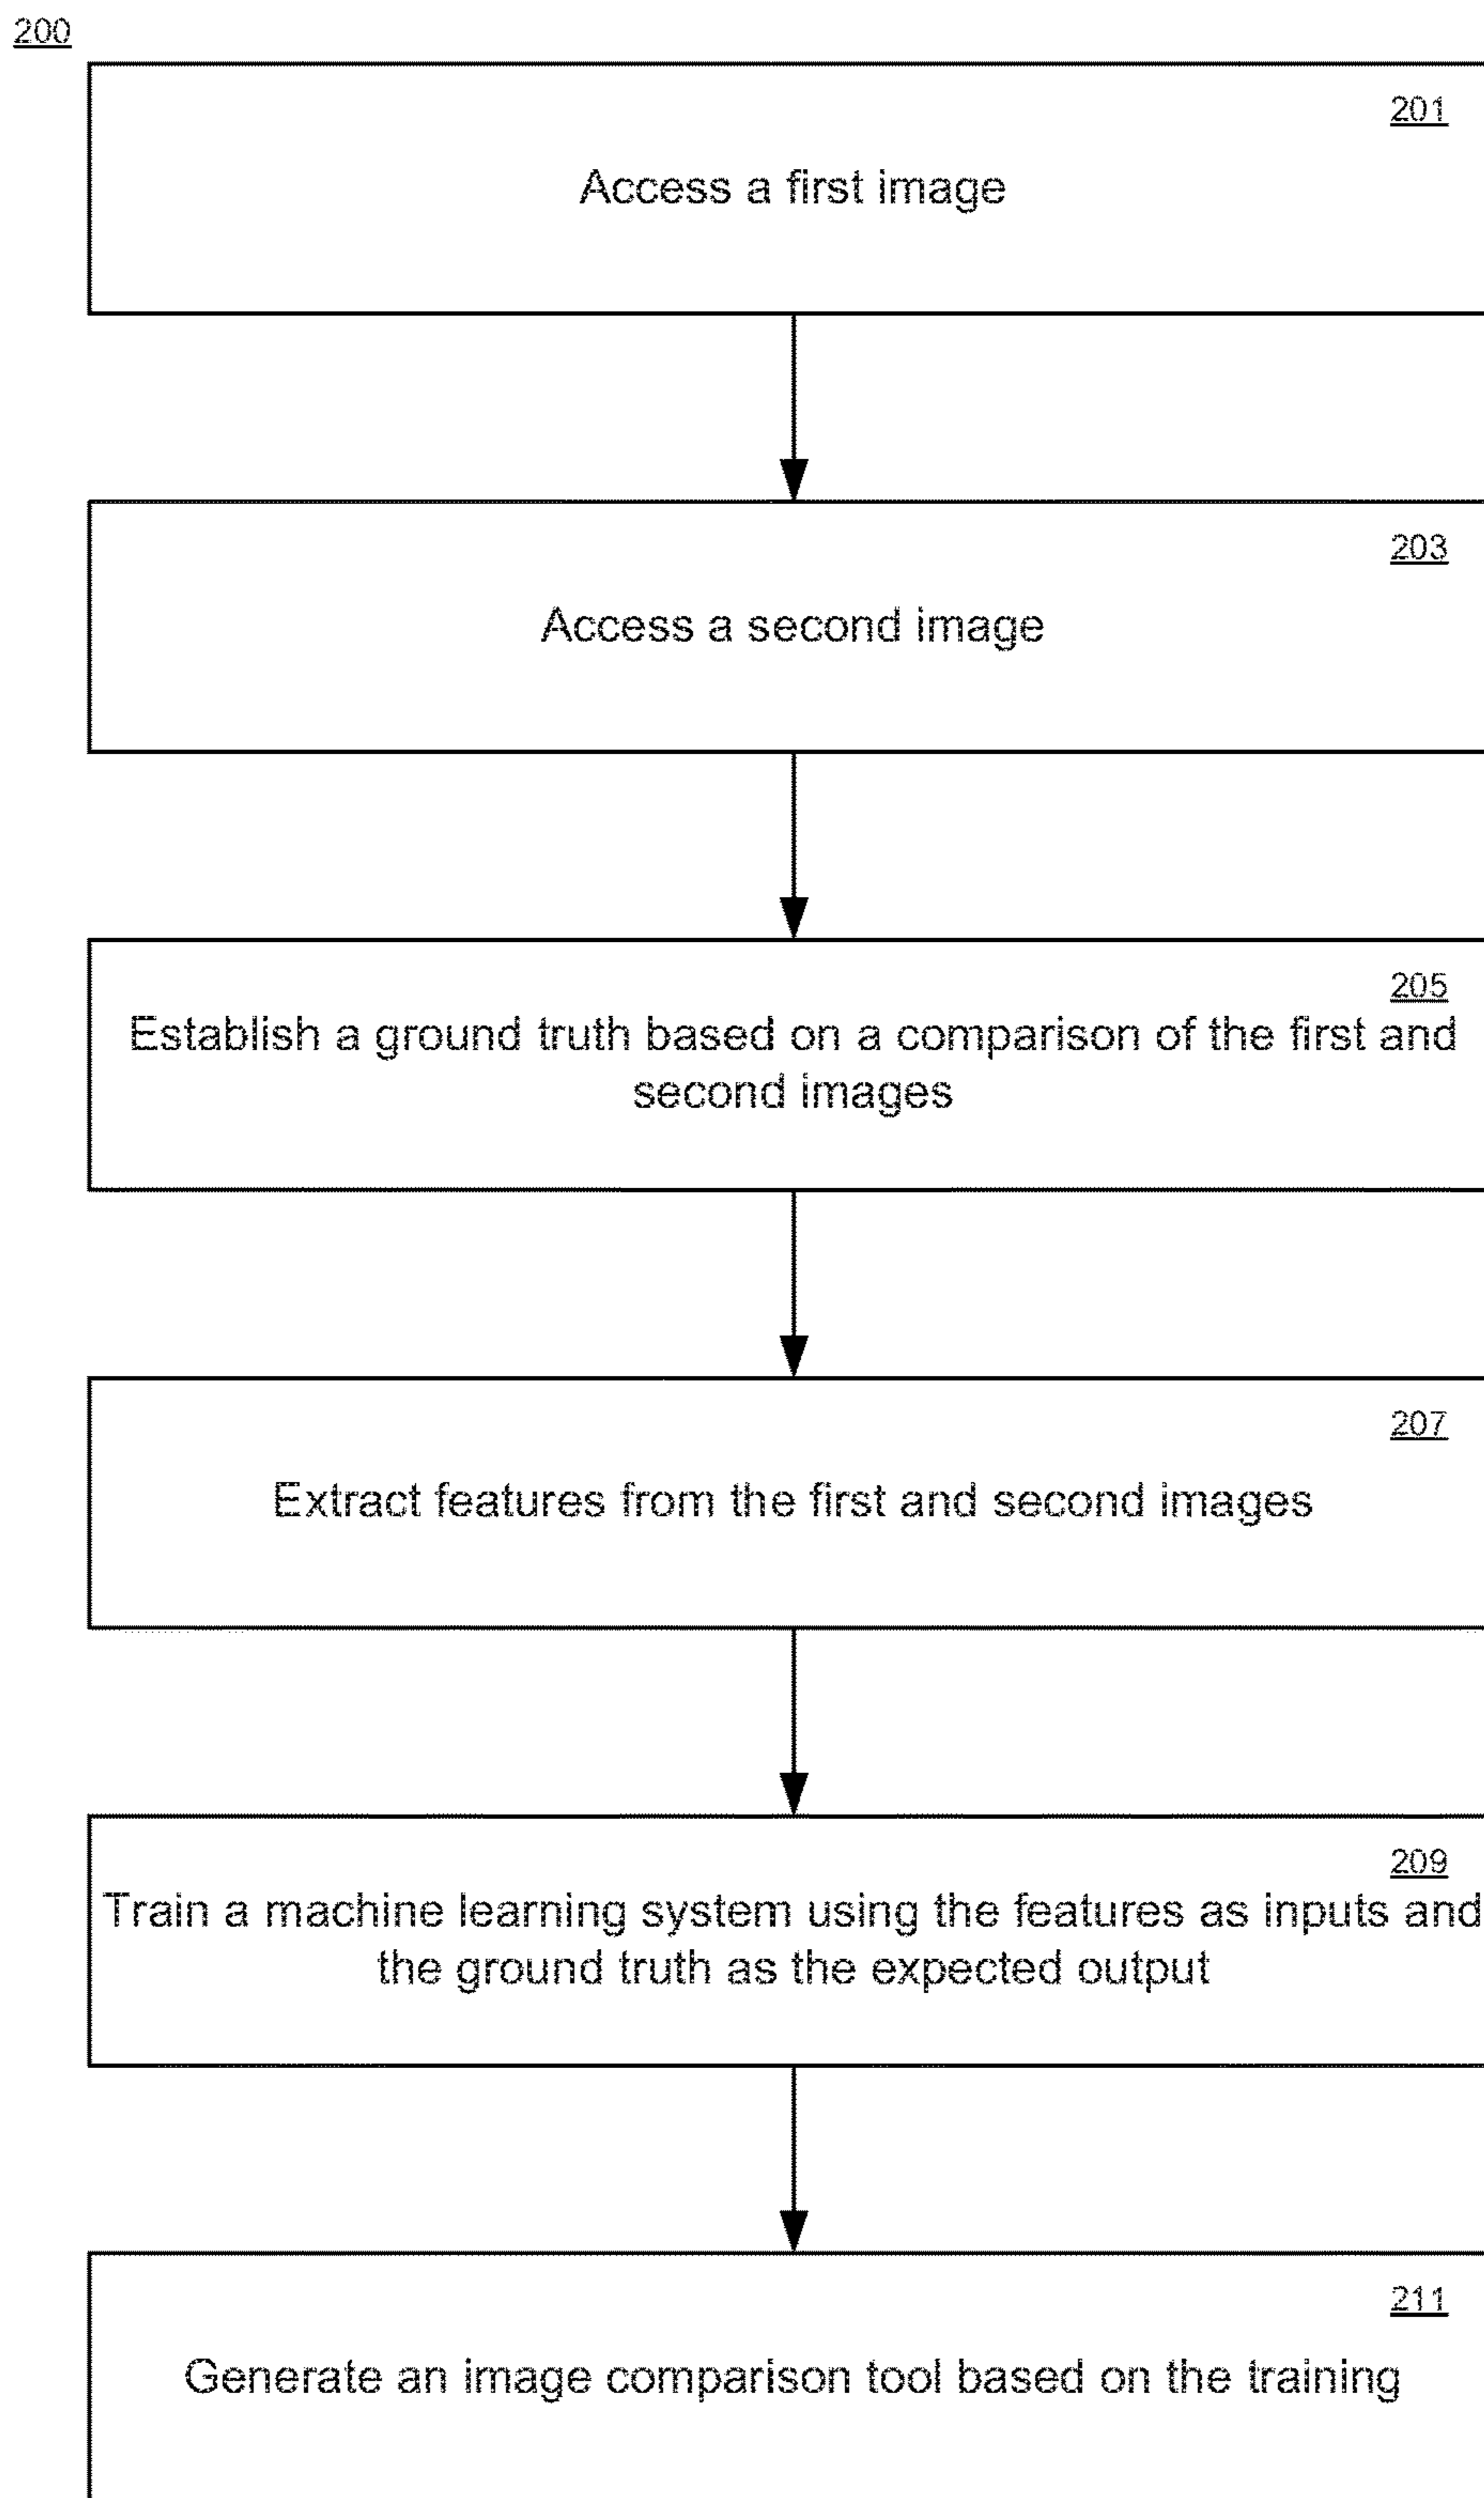 200
201
Access a first image
203
Access a second image
205
Establish a ground truth based on a comparison of the first and
second images
207
Extract features from the first and second images
209
Train a machine learning system using the features as inputs and
the ground truth as the expected output
211
Generate an image comparison tool based on the training